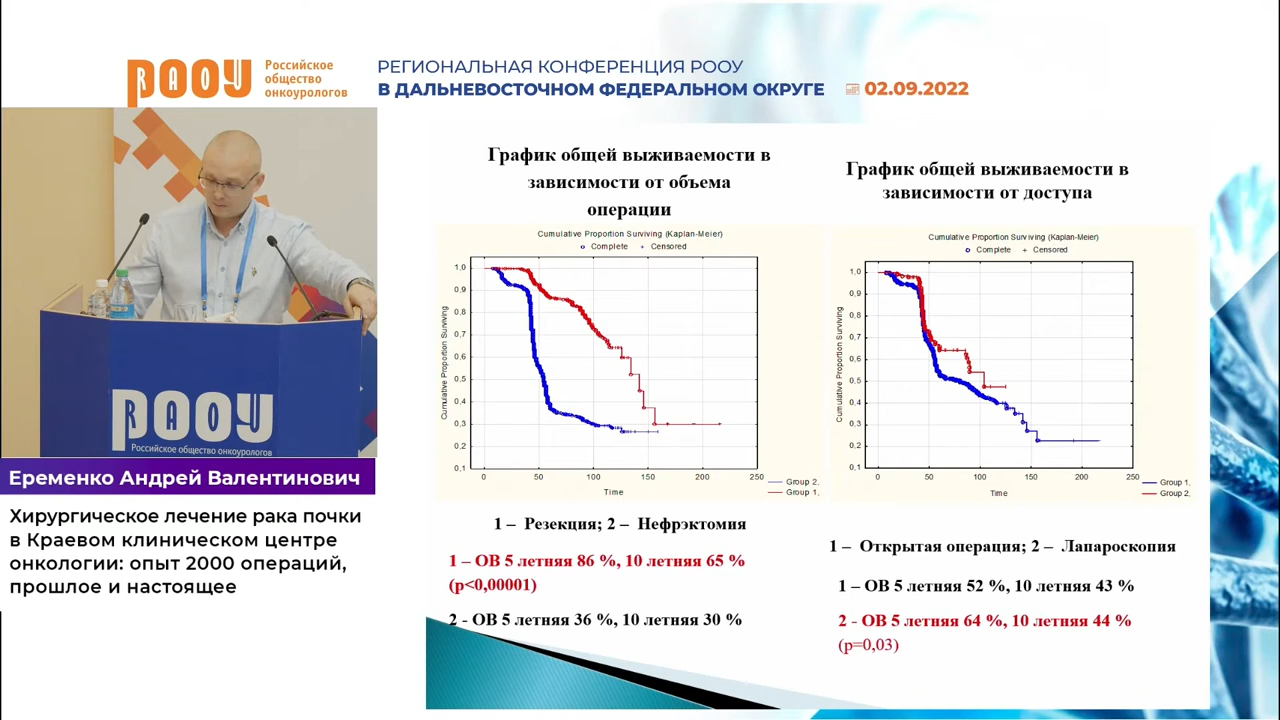 РООУ
Российское
общество
онкоурологов
РЕГИОНАЛЬНАЯ КОНФЕРЕНЦИЯ РООУ
В ДАЛЬНЕВОСТОЧНОМ ФЕДЕРАЛЬНОМ ОКРУГЕ
02.09.2022
РООУ
Российское общество онкоурологов
Еременко Андрей Валентинович
Хирургическое лечение рака почки
в Краевом клиническом центре
онкологии: опыт 2000 операций,
прошлое и настоящее
График общей выживаемости в
зависимости от объема
операции
Cumulative Proportion Surviving (Kaplan-Meier)
Complete Censored
Cumulative Proportion Surviving
1,0
0,9
0,8
0,7
0,6
0,5
0,4
0,3
0,2
0,1
0 50 100 150 200 250
Time
Group 2,
Group 1,
1 – Резекция; 2 – Нефрэктомия
1 – ОВ 5 летняя 86 %, 10 летняя 65 %
(p<0,00001)
2 - ОВ 5 летняя 36 %, 10 летняя 30 %
График общей выживаемости в
зависимости от доступа
Cumulative Proportion Surviving (Kaplan-Meier)
Complete Censored
Cumulative Proportion Surviving
1,0
0,9
0,8
0,7
0,6
0,5
0,4
0,3
0,2
0,1
0 50 100 150 200 250
Time
Group 1,
Group 2,
1 – Открытая операция; 2 – Лапароскопия
1 – ОВ 5 летняя 52 %, 10 летняя 43 %
2 - ОВ 5 летняя 64 %, 10 летняя 44 %
(p=0,03)